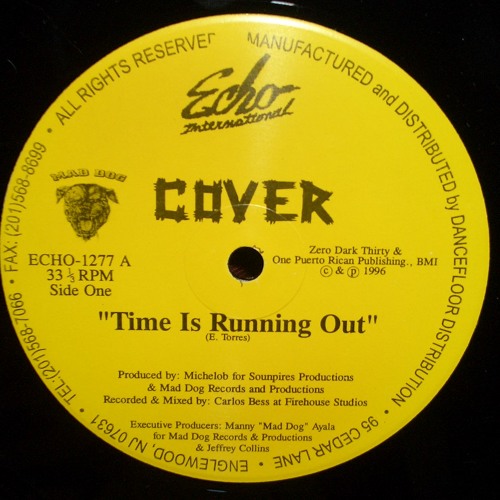 Echo
International
MAD DOG
COVER
ECHO-1277 A
33 ⅓ RPM
Side One
Zero Dark Thirty &
One Puerto Rican Publishing., BMI
© & ℗ 1996
"Time Is Running Out"
(E. Torres)
Produced by: Michelob for Sounpires Productions
& Mad Dog Records and Productions
Recorded & Mixed by: Carlos Bess at Firehouse Studios
Executive Producers: Manny "Mad Dog" Ayala
for Mad Dog Records & Productions
& Jeffrey Collins
• ALL RIGHTS RESERVED MANUFACTURED and DISTRIBUTED by DANCEFLOOR DISTRIBUTION • 95 CEDAR LANE • ENGLEWOOD, NJ 07631 • TEL:(201)568-7066 • FAX: (201)568-8699